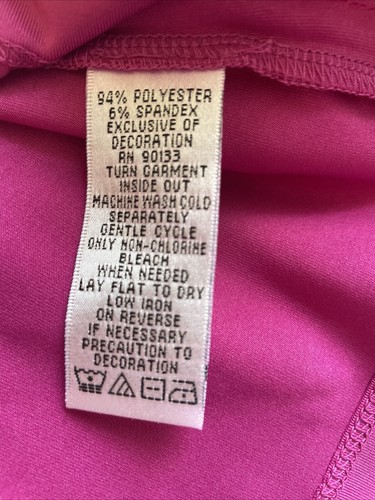 94% POLYESTER
6% SPANDEX
EXCLUSIVE OF
DECORATION
RN 90133
TURN GARMENT
INSIDE OUT
MACHINE WASH COLD
SEPARATELY
GENTLE CYCLE
ONLY NON-CHLORINE
BLEACH
WHEN NEEDED
LAY FLAT TO DRY
LOW IRON
ON REVERSE
IF NECESSARY
PRECAUTION TO
DECORATION